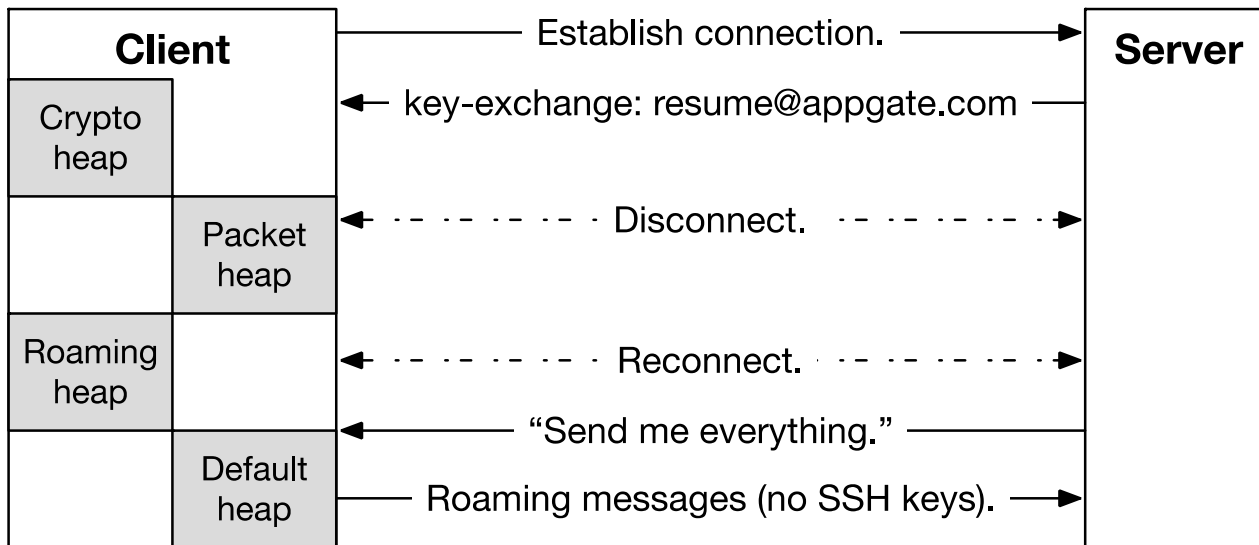 Client
Establish connection.
Server
key-exchange: resume@appgate.com
Crypto
heap
Packet
heap
Disconnect.
Roaming
heap
Reconnect.
“Send me everything.”
Default
heap
Roaming messages (no SSH keys).